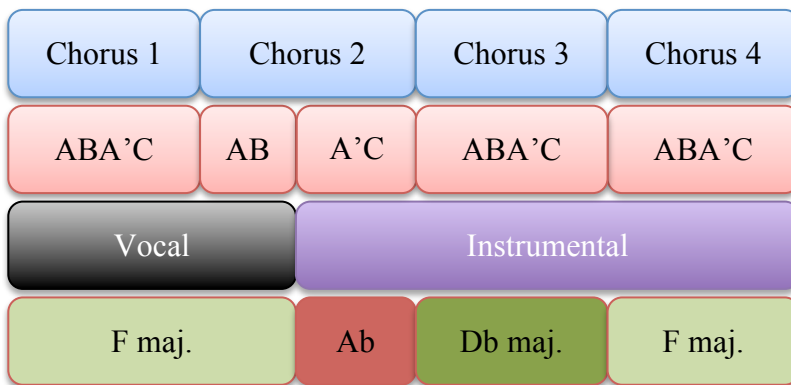 Chorus 1 Chorus 2 Chorus 3 Chorus 4
ABA’C AB A’C ABA’C ABA’C
Vocal Instrumental
F maj. Ab Db maj. F maj.